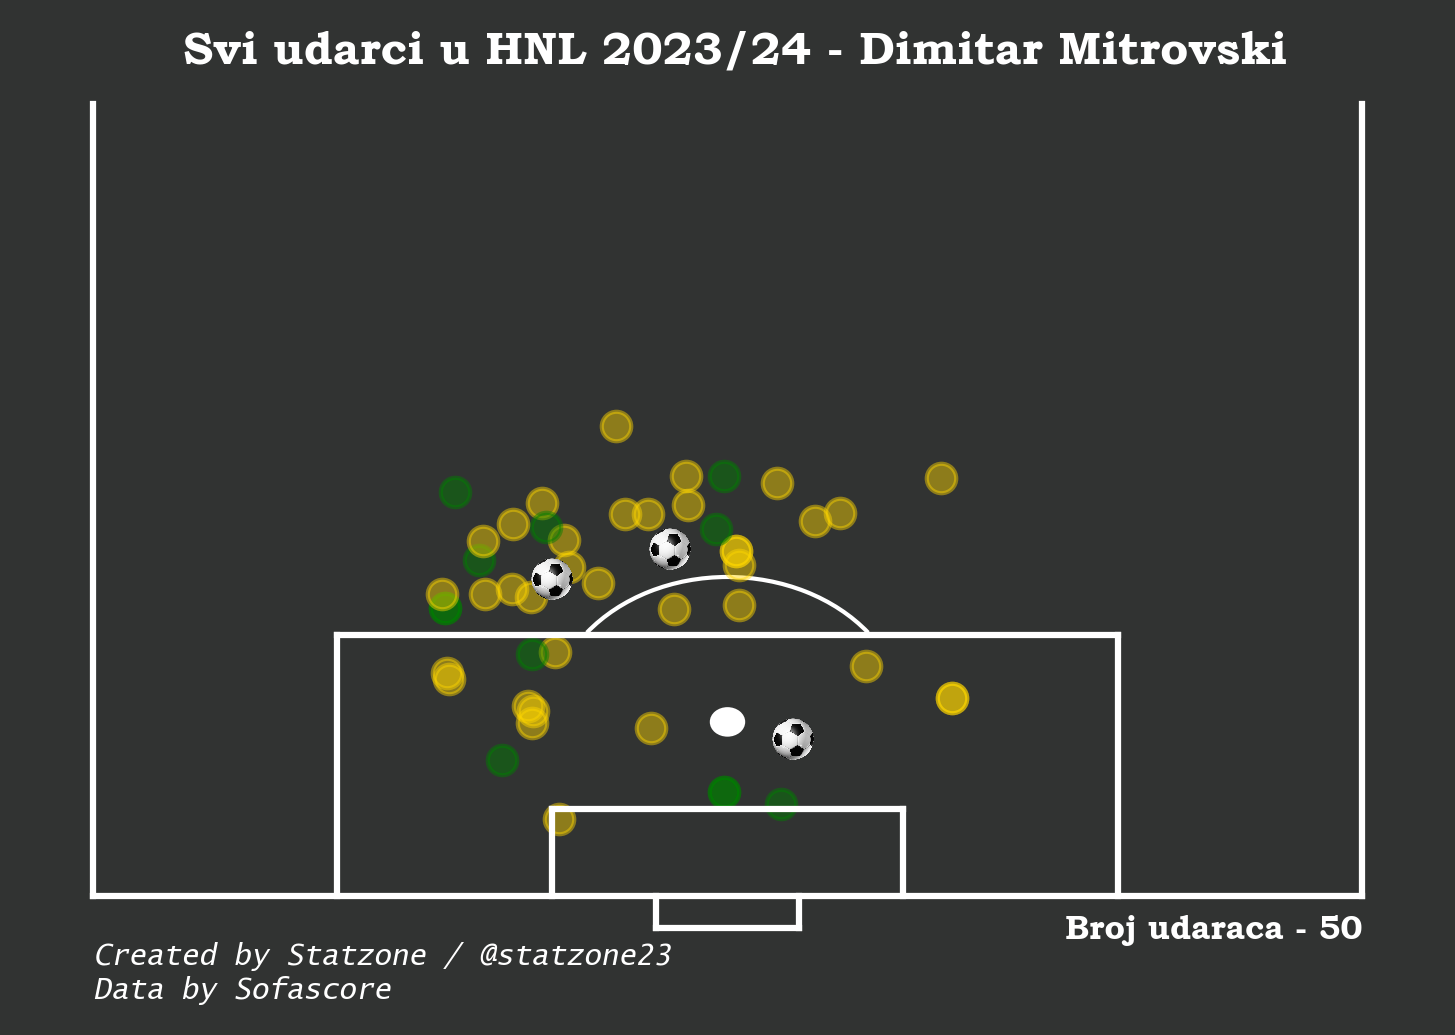 Svi udarci u HNL 2023/24 - Dimitar Mitrovski
Broj udaraca - 50
Created by Statzone / @statzone23
Data by Sofascore